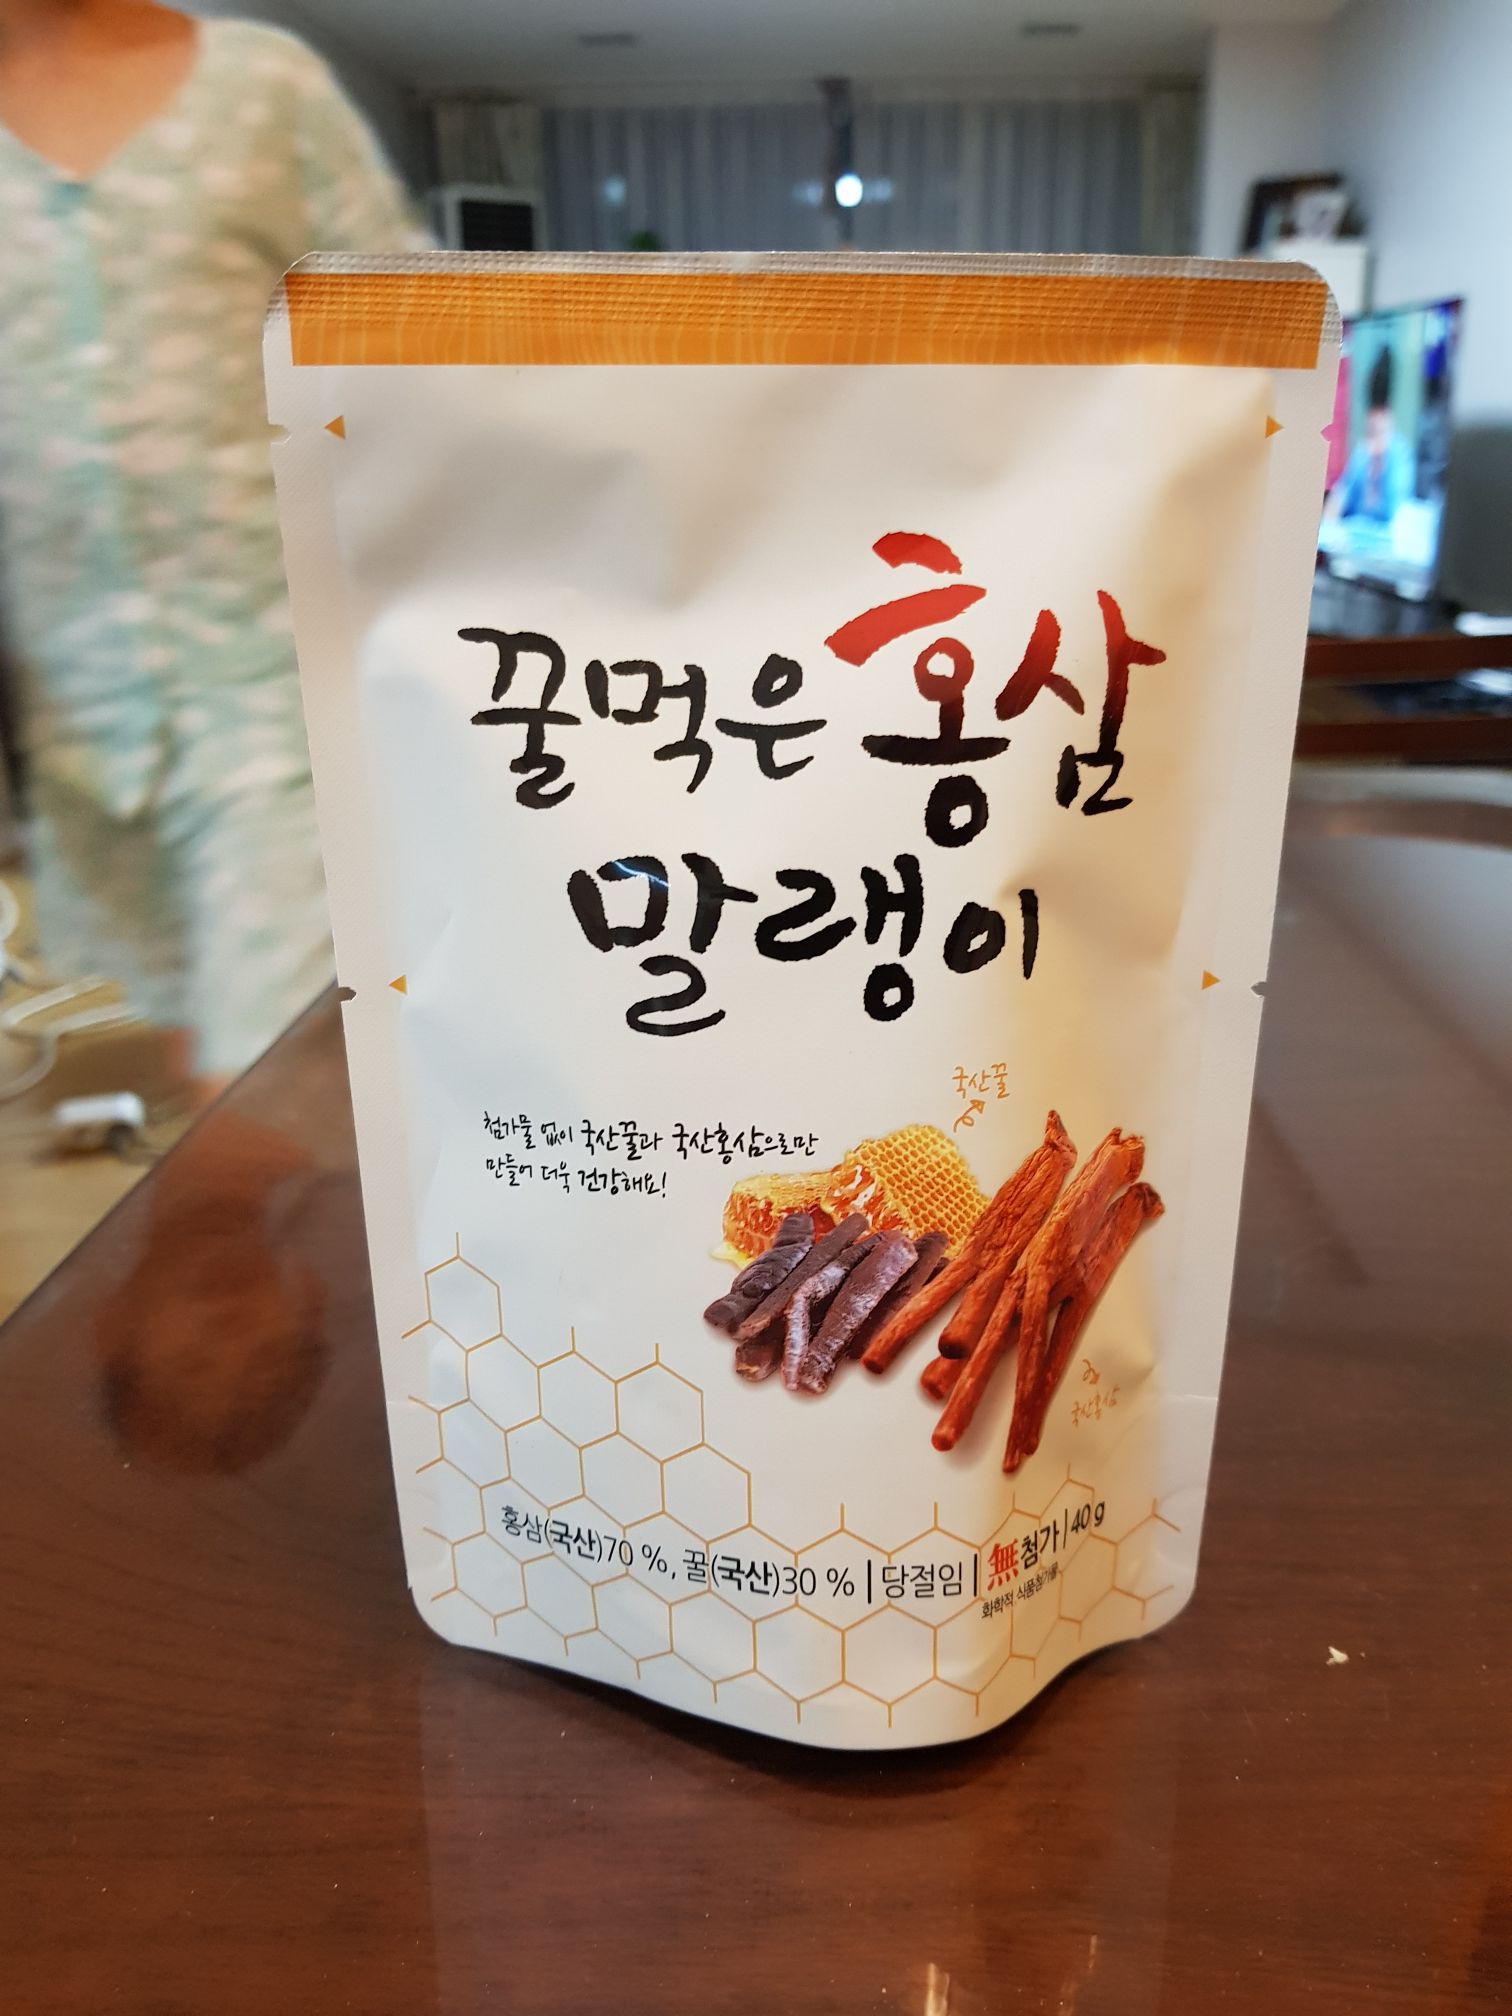 꿀먹은 홍삼
말랭이
국산꿀
첨가물 없이 국산꿀과 국산홍삼으로만
만들어 더욱 건강해요!
국산홍삼
홍삼(국산)70 %, 꿀(국산)30 % | 당절임 | 無첨가 | 40 g
화학적 식품첨가물